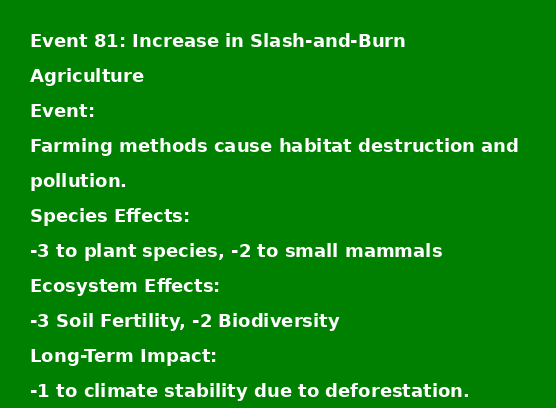 Event 81: Increase in Slash-and-Burn
Agriculture
Event:
Farming methods cause habitat destruction and
pollution.
Species Effects:
-3 to plant species, -2 to small mammals
Ecosystem Effects:
-3 Soil Fertility, -2 Biodiversity
Long-Term Impact:
-1 to climate stability due to deforestation.